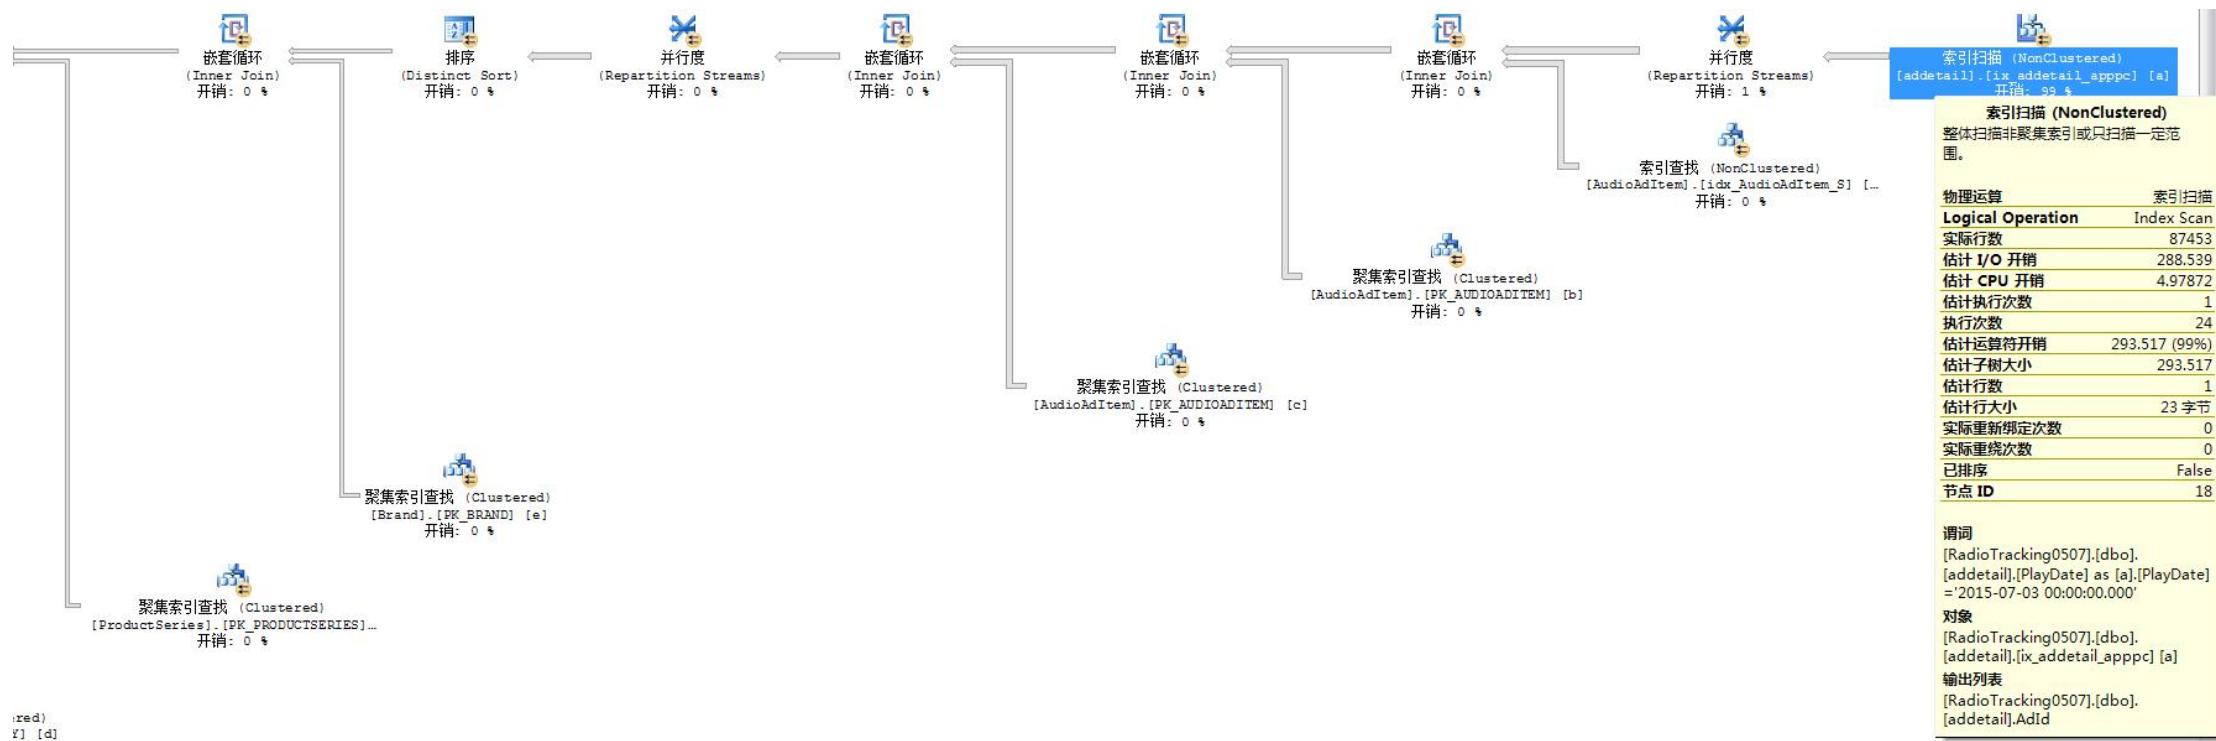 嵌套循环
(Inner Join)
开销: 0 %
排序
(Distinct Sort)
开销: 0 %
并行度
(Repartition Streams)
开销: 0 %
嵌套循环
(Inner Join)
开销: 0 %
嵌套循环
(Inner Join)
开销: 0 %
嵌套循环
(Inner Join)
开销: 0 %
并行度
(Repartition Streams)
开销: 1 %
索引扫描 (NonClustered)
[addetail].[ix_addetail_apppc] [a]
开销: 99 %
索引查找 (NonClustered)
[AudioAdItem].[idx_AudioAdItem_S] […
开销: 0 %
聚集索引查找 (Clustered)
[AudioAdItem].[PK_AUDIOADITEM] [b]
开销: 0 %
聚集索引查找 (Clustered)
[AudioAdItem].[PK_AUDIOADITEM] [c]
开销: 0 %
聚集索引查找 (Clustered)
[Brand].[PK_BRAND] [e]
开销: 0 %
聚集索引查找 (Clustered)
[ProductSeries].[PK_PRODUCTSERIES]…
开销: 0 %
red)
Y] [d]
索引扫描 (NonClustered)
整体扫描非聚集索引或只扫描一定范
围。
物理运算 索引扫描
Logical Operation Index Scan
实际行数 87453
估计 I/O 开销 288.539
估计 CPU 开销 4.97872
估计执行次数 1
执行次数 24
估计运算符开销 293.517 (99%)
估计子树大小 293.517
估计行数 1
估计行大小 23 字节
实际重新绑定次数 0
实际重绕次数 0
已排序 False
节点 ID 18
谓词
[RadioTracking0507].[dbo].
[addetail].[PlayDate] as [a].[PlayDate]
='2015-07-03 00:00:00.000'
对象
[RadioTracking0507].[dbo].
[addetail].[ix_addetail_apppc] [a]
输出列表
[RadioTracking0507].[dbo].
[addetail].AdId